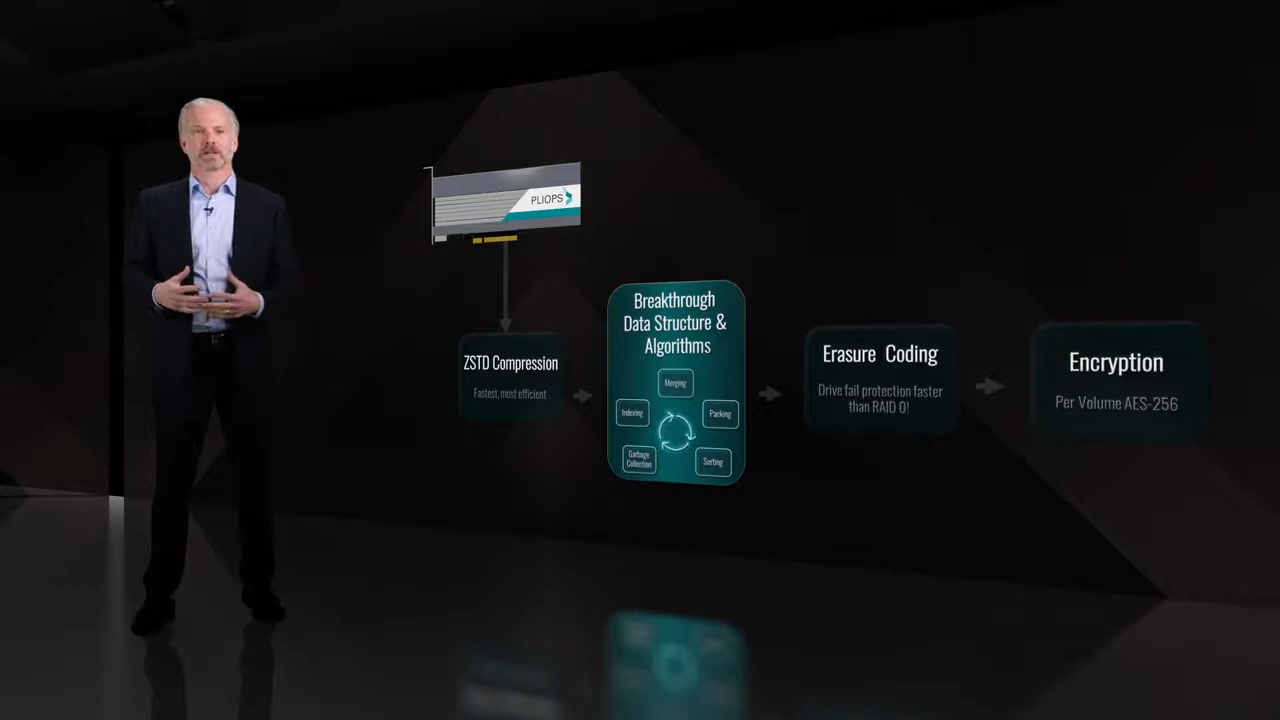 PLIOPS
ZSTD Compression
Fastest, most efficient
Breakthrough
Data Structure &
Algorithms
Merging
Indexing
Packing
Garbage
Collection
Sorting
Erasure Coding
Drive fail protection faster
than RAID 0!
Encryption
Per Volume AES-256